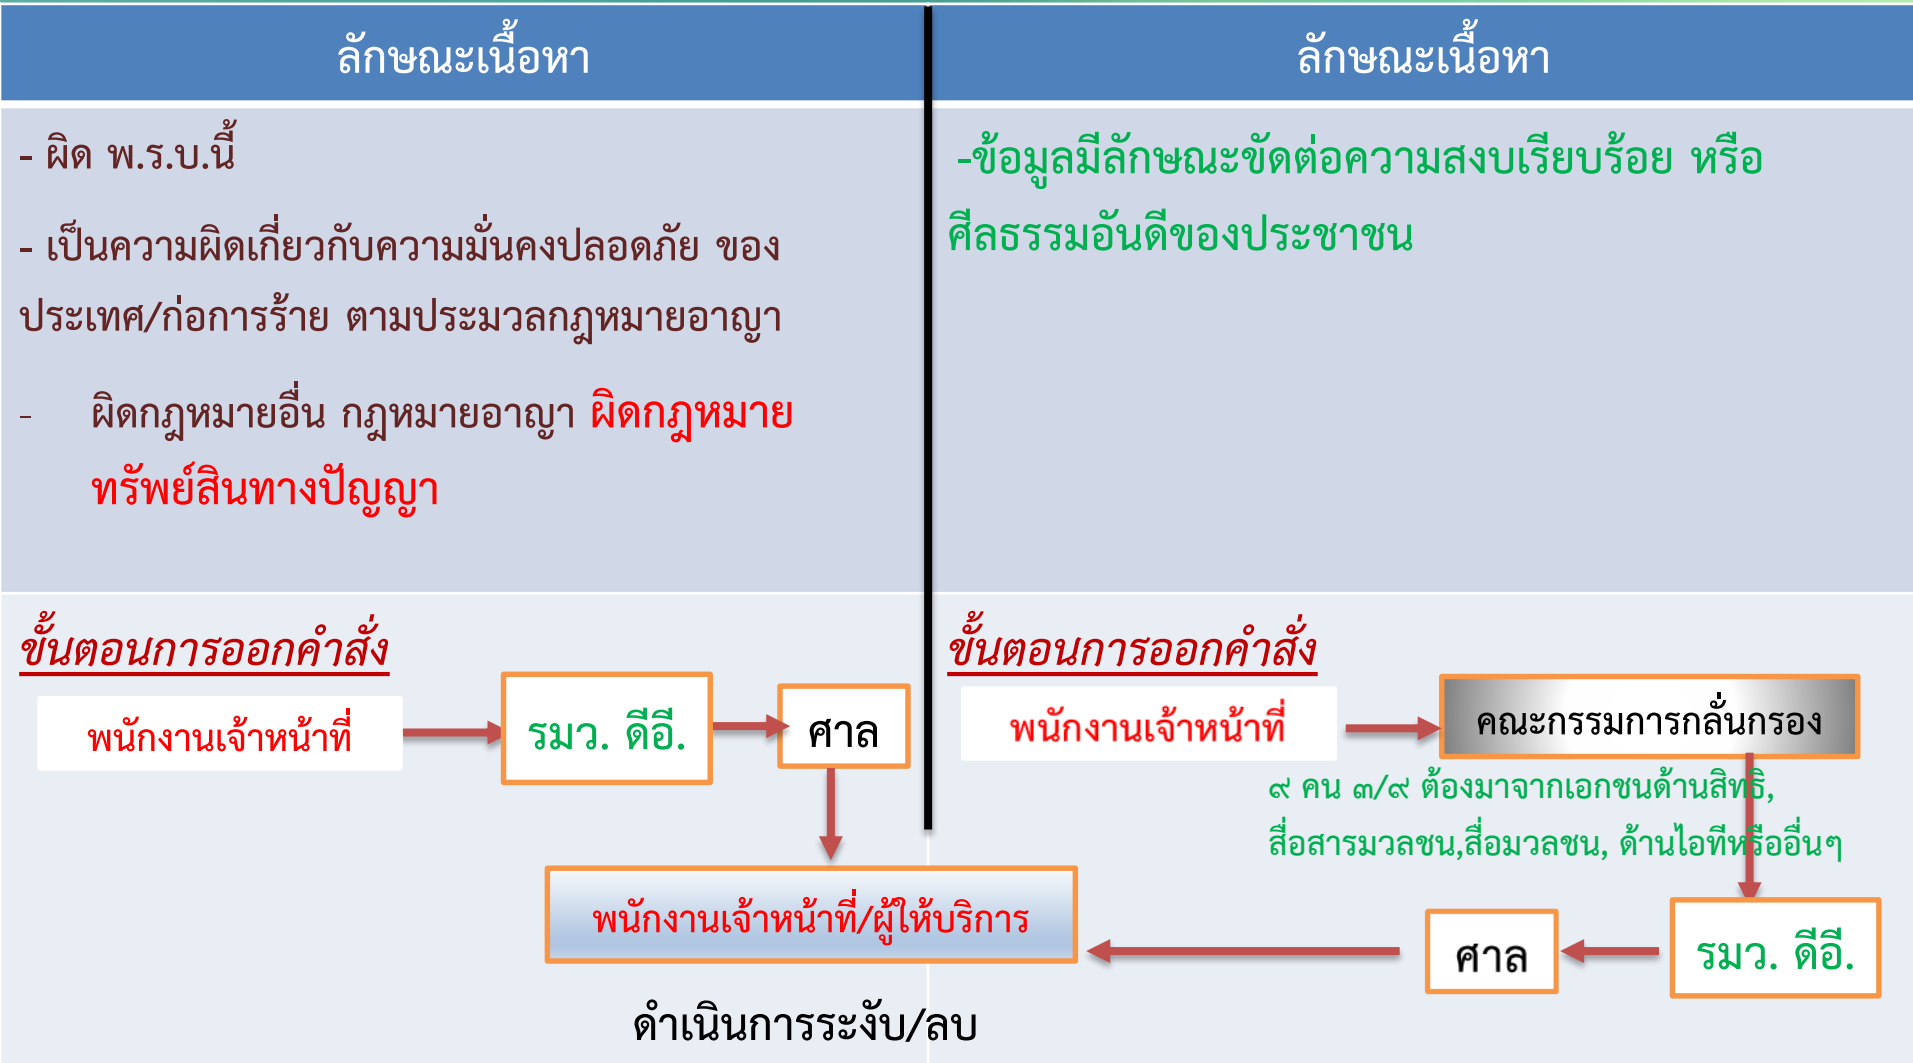 ลักษณะเนื้อหา
- ผิด พ.ร.บ.นี้
- เป็นความผิดเกี่ยวกับความมั่นคงปลอดภัย ของ
ประเทศ/ก่อการร้าย ตามประมวลกฎหมายอาญา
- ผิดกฎหมายอื่น กฎหมายอาญา ผิดกฎหมาย
ทรัพย์สินทางปัญญา
ลักษณะเนื้อหา
-ข้อมูลมีลักษณะขัดต่อความสงบเรียบร้อย หรือ
ศีลธรรมอันดีของประชาชน
ขั้นตอนการออกคำสั่ง
พนักงานเจ้าหน้าที่
รมว. ดีอี.
ศาล
ขั้นตอนการออกคำสั่ง
พนักงานเจ้าหน้าที่
คณะกรรมการกลั่นกรอง
๙ คน ๓/๙ ต้องมาจากเอกชนด้านสิทธิ,
สื่อสารมวลชน,สื่อมวลชน, ด้านไอทีหรืออื่นๆ
รมว. ดีอี.
ศาล
พนักงานเจ้าหน้าที่/ผู้ให้บริการ
ดำเนินการระงับ/ลบ